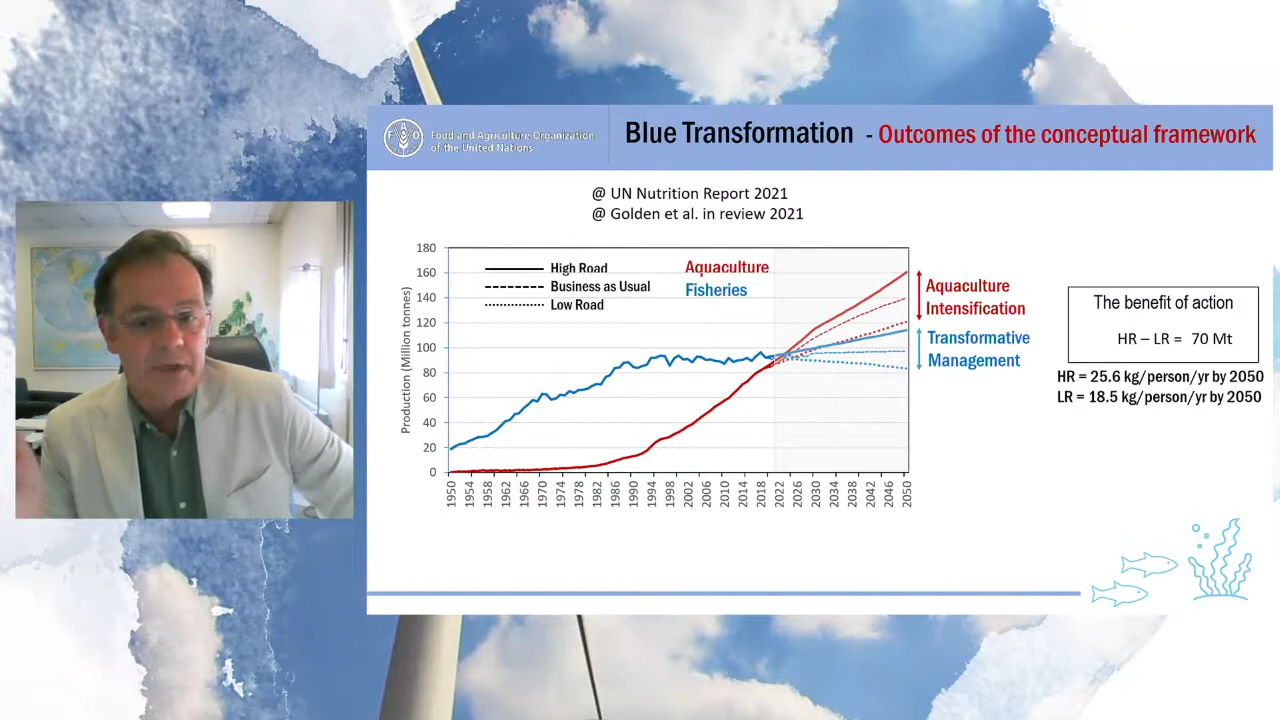 FAO
Food and Agriculture Organization
of the United Nations
Blue Transformation - Outcomes of the conceptual framework
@ UN Nutrition Report 2021
@ Golden et al. in review 2021
Production (Million tonnes)
180
160
140
120
100
80
60
40
20
0
High Road
Business as Usual
Low Road
Aquaculture
Fisheries
1950
1954
1958
1962
1966
1970
1974
1978
1982
1986
1990
1994
1998
2002
2006
2010
2014
2018
2022
2026
2030
2034
2038
2042
2046
2050
Aquaculture
Intensification
Transformative
Management
The benefit of action
HR – LR = 70 Mt
HR = 25.6 kg/person/yr by 2050
LR = 18.5 kg/person/yr by 2050